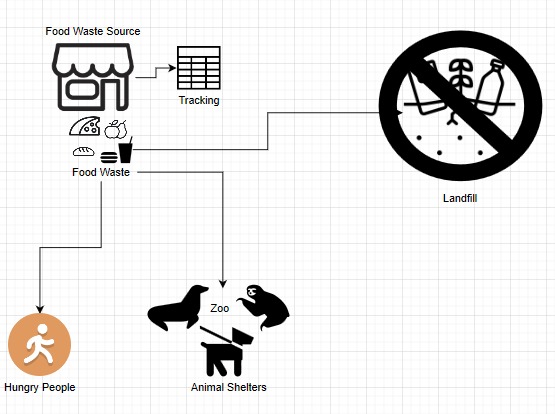 Food Waste Source
Tracking
Food Waste
Landfill
Zoo
Hungry People
Animal Shelters